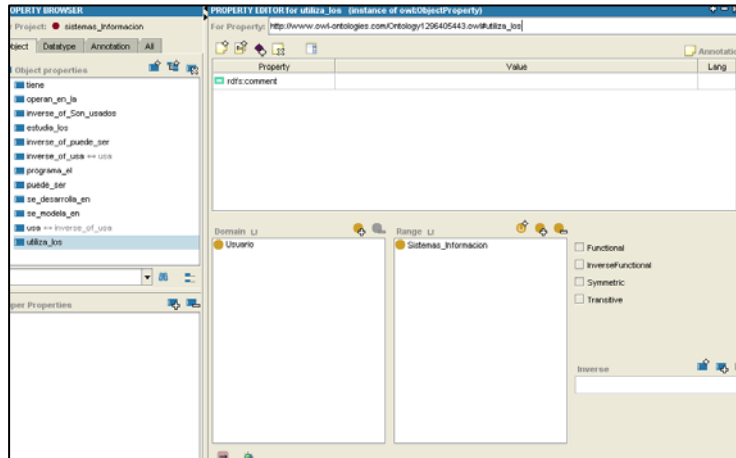 OPERTY BROWSER
r Project: sistemas_Informacion
bject Datatype Annotation All
Object properties
tiene
operan_en_la
inverse_of_Son_usados
estudia_los
inverse_of_puede_ser
inverse_of_usa ↔ usa
programa_el
puede_ser
se_desarrolla_en
se_modela_en
usa ↔ inverse_of_usa
utiliza_los
per Properties
PROPERTY EDITOR for utiliza_los (instance of owl:ObjectProperty)
For Property: http://www.owl-ontologies.com/Ontology1296405443.owl#utiliza_los
Annotatio
Property Value Lang
rdfs:comment
Domain ⊔
Usuario
Range ⊔
Sistemas_Informacion
Functional
InverseFunctional
Symmetric
Transitive
Inverse